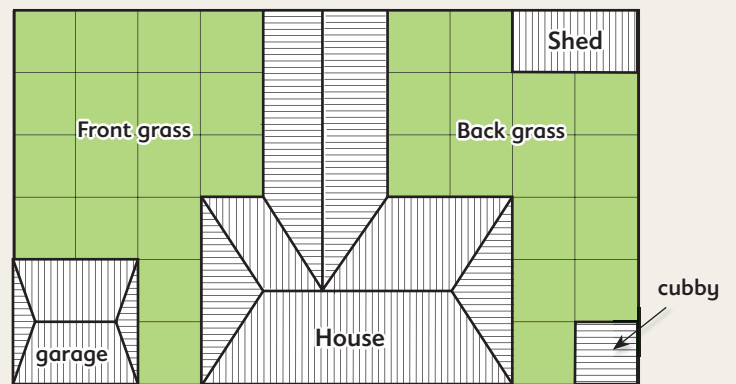 Shed
Front grass
Back grass
cubby
House
garage